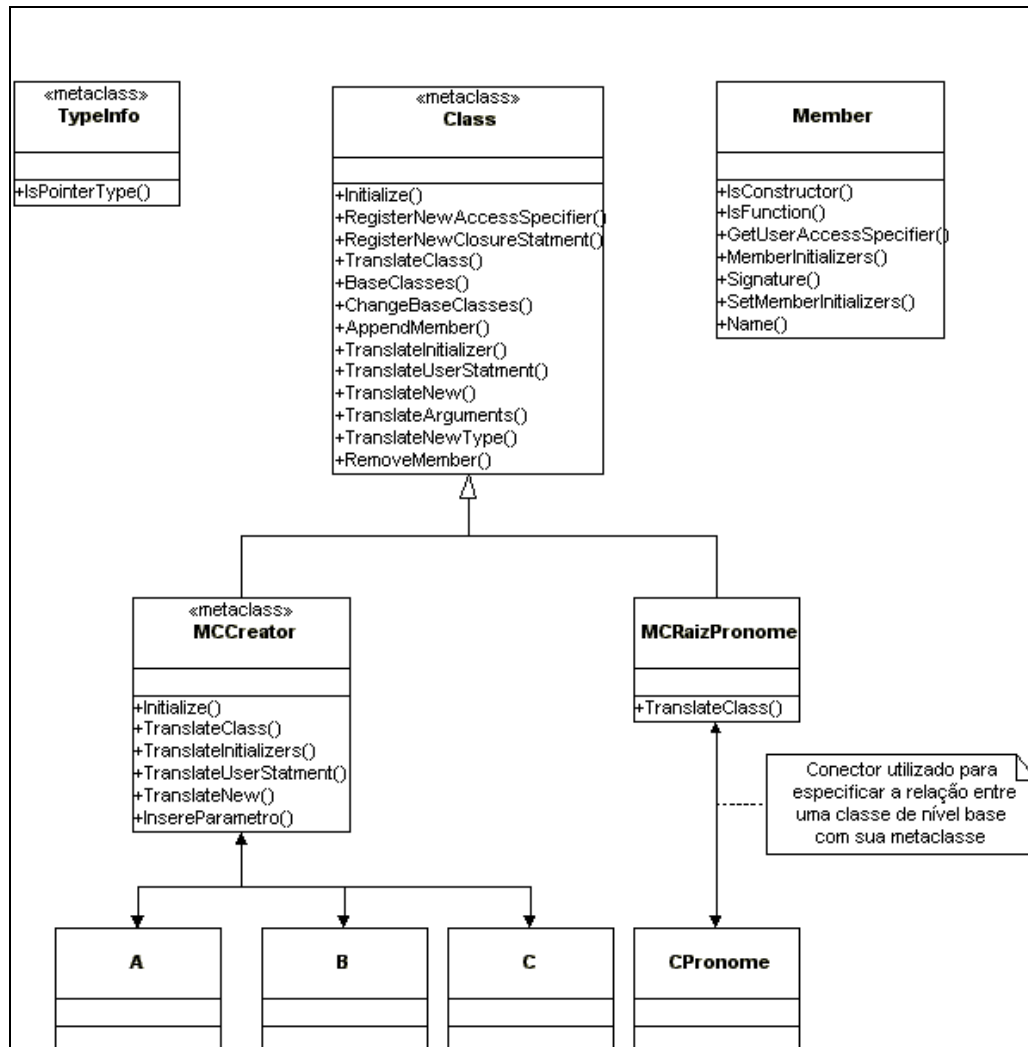 «metaclass»
TypeInfo
+IsPointerType()
«metaclass»
Class
+Initialize()
+RegisterNewAccessSpecifier()
+RegisterNewClosureStatment()
+TranslateClass()
+BaseClasses()
+ChangeBaseClasses()
+AppendMember()
+TranslateInitializer()
+TranslateUserStatment()
+TranslateNew()
+TranslateArguments()
+TranslateNewType()
+RemoveMember()
Member
+IsConstructor()
+IsFunction()
+GetUserAccessSpecifier()
+MemberInitializers()
+Signature()
+SetMemberInitializers()
+Name()
«metaclass»
MCCreator
+Initialize()
+TranslateClass()
+TranslateInitializers()
+TranslateUserStatment()
+TranslateNew()
+InsereParametro()
MCRaizPronome
+TranslateClass()
Conector utilizado para
especificar a relação entre
uma classe de nível base
com sua metaclasse
A
B
C
CPronome